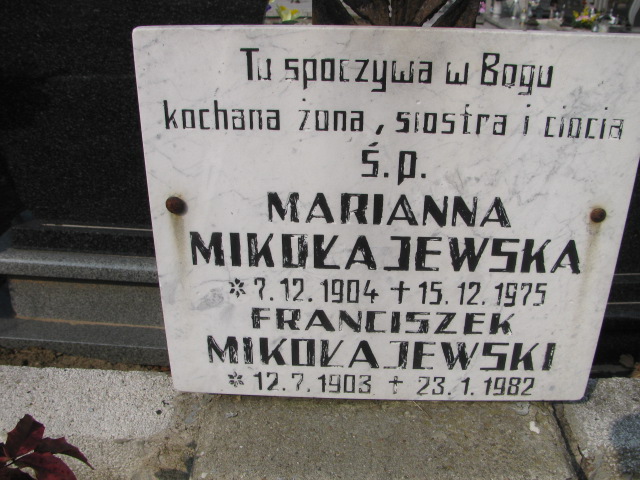 Tu spoczywa w Bogu
kochana żona, siostra i ciocia
Ś.p.
MARIANNA
MIKOŁAJEWSKA
* 7.12.1904 + 15.12.1975
FRANCISZEK
MIKOŁAJEWSKI
* 12.7.1903 + 23.1.1982